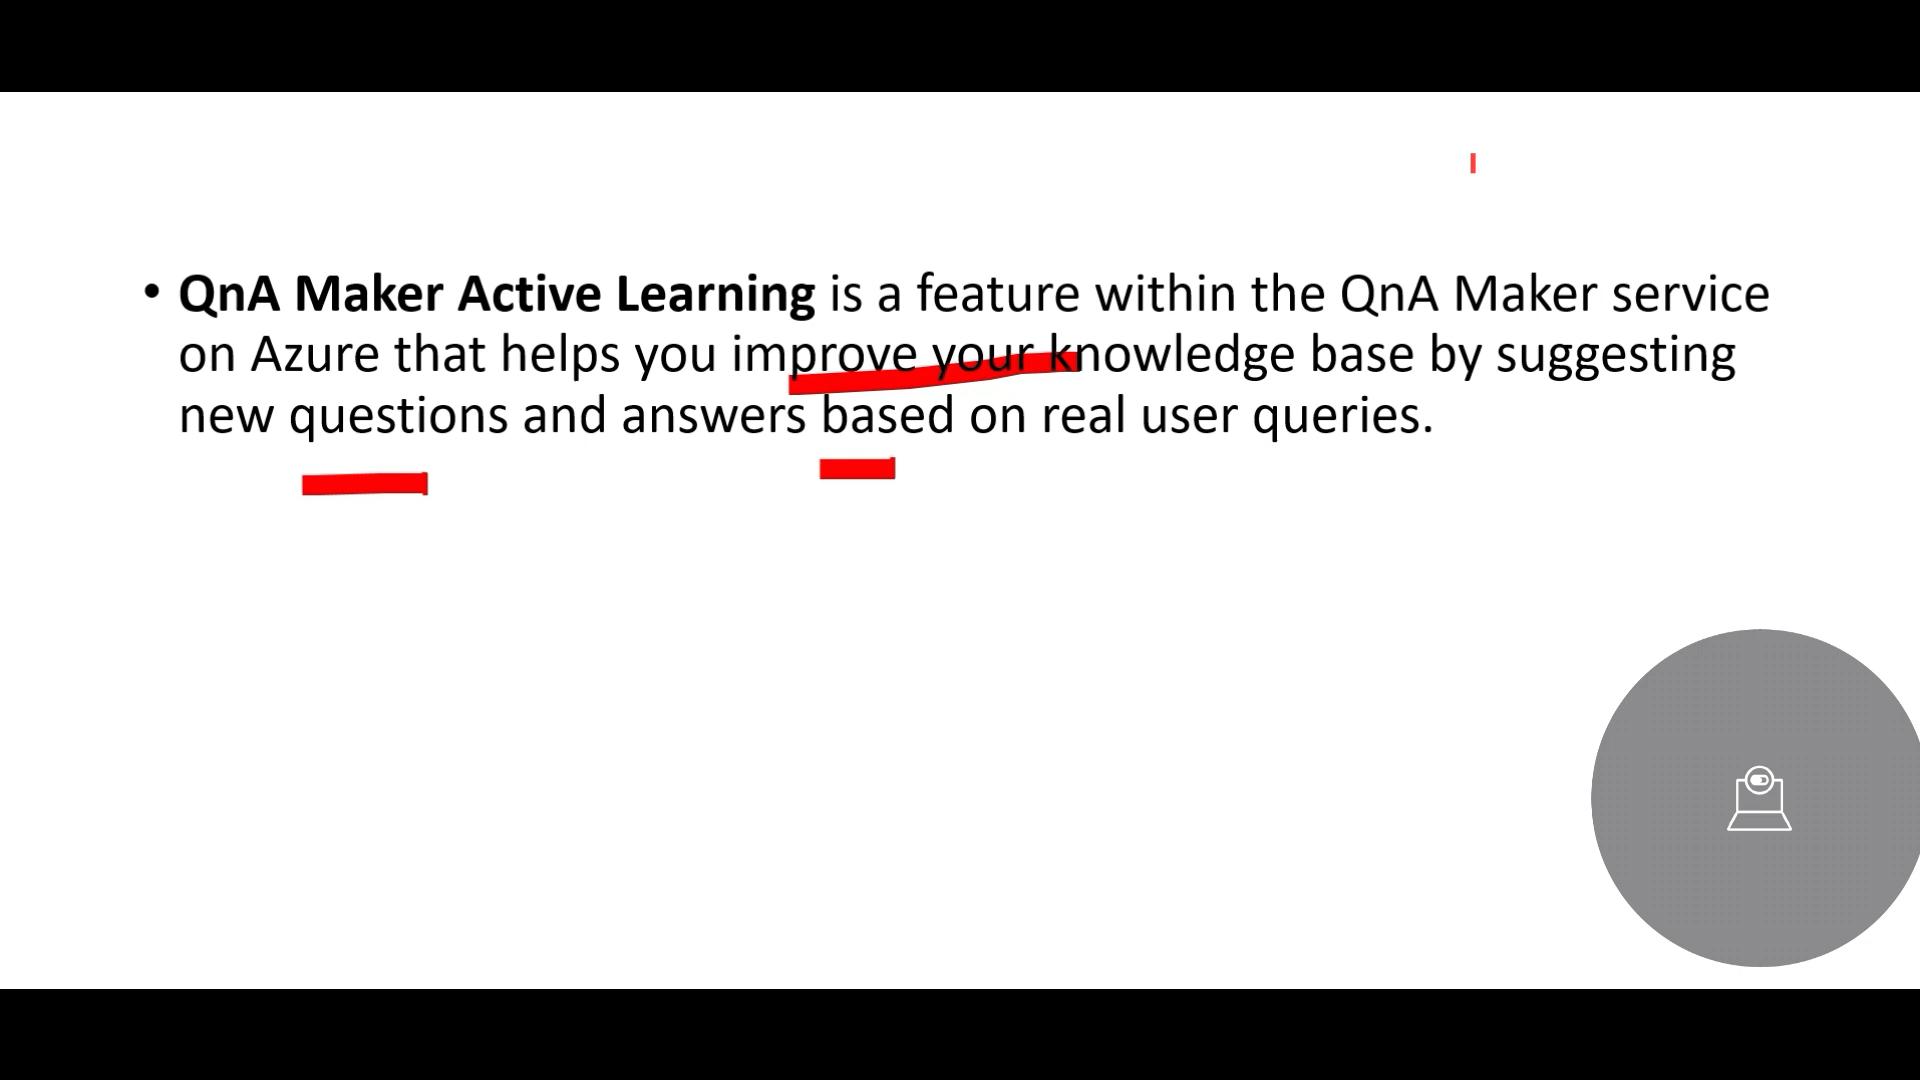 • QnA Maker Active Learning is a feature within the QnA Maker service
on Azure that helps you improve your knowledge base by suggesting
new questions and answers based on real user queries.